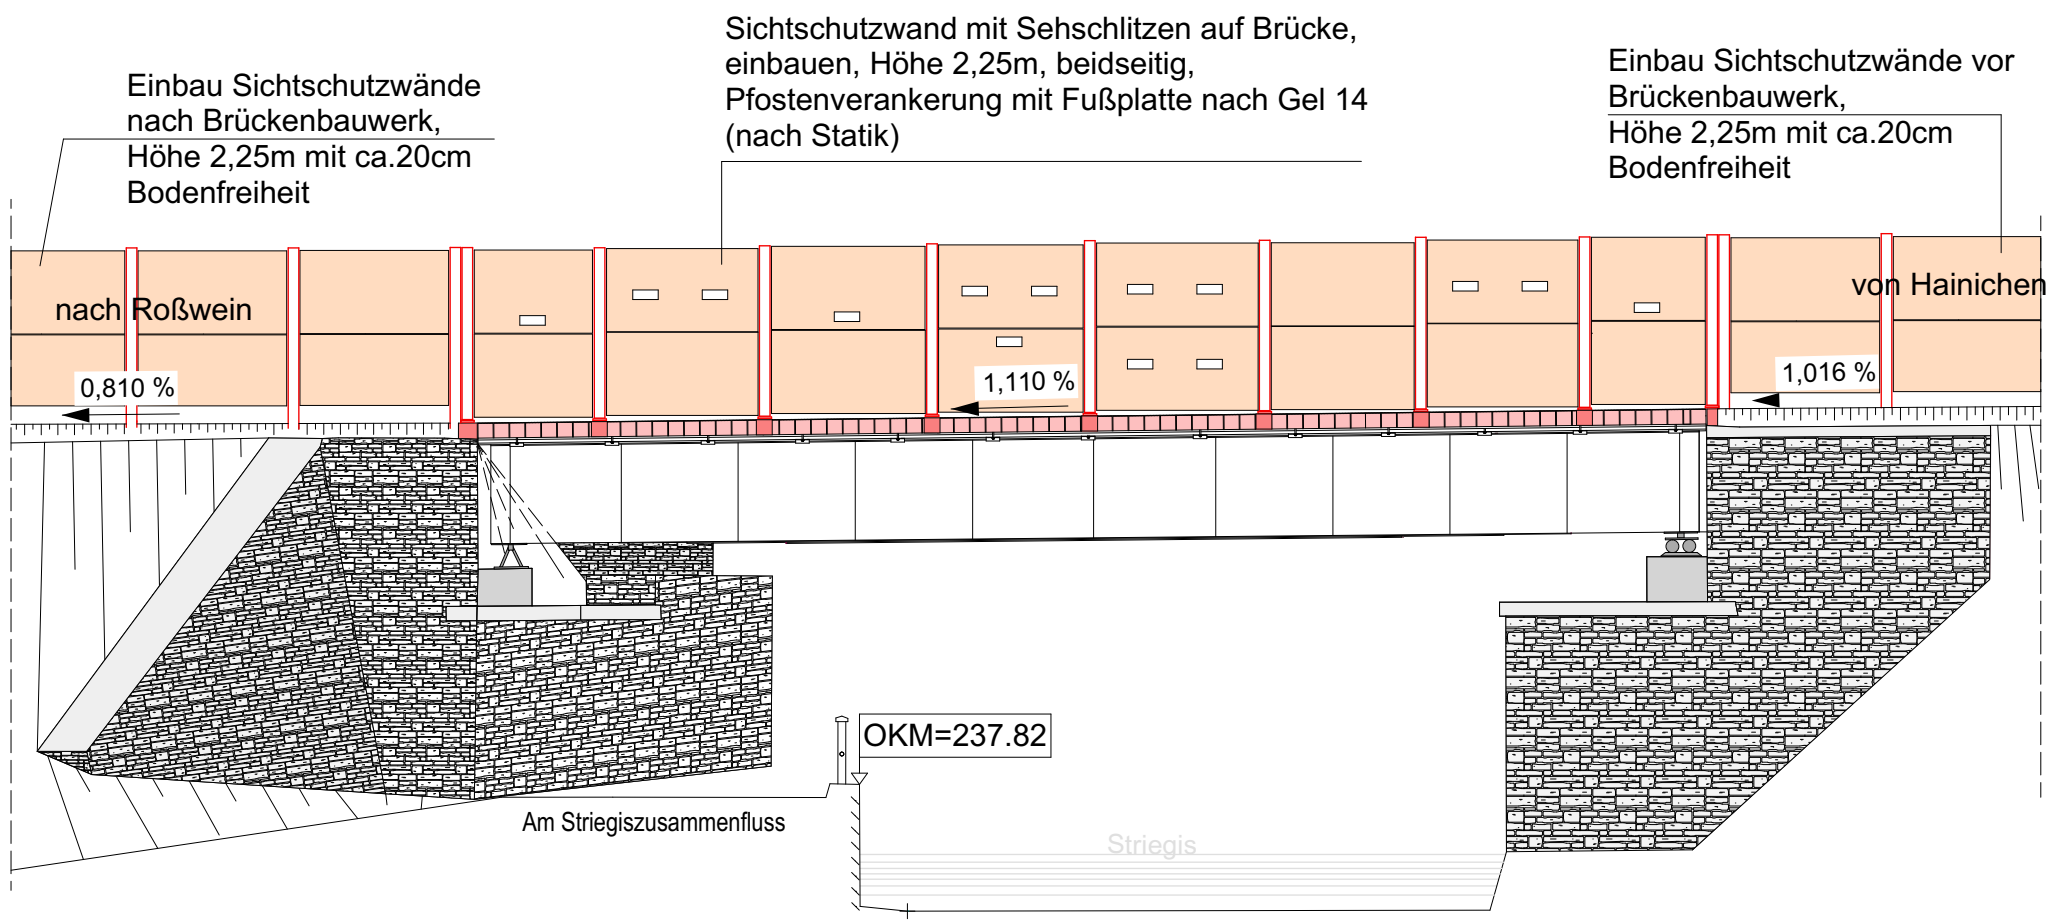 Sichtschutzwand mit Sehschlitzen auf Brücke,
einbauen, Höhe 2,25m, beidseitig,
Pfostenverankerung mit Fußplatte nach Gel 14
(nach Statik)
Einbau Sichtschutzwände
nach Brückenbauwerk,
Höhe 2,25m mit ca.20cm
Bodenfreiheit
Einbau Sichtschutzwände vor
Brückenbauwerk,
Höhe 2,25m mit ca.20cm
Bodenfreiheit
nach Roßwein
von Hainichen
0,810 %
1,110 %
1,016 %
OKM=237.82
Am Striegiszusammenfluss
Striegis